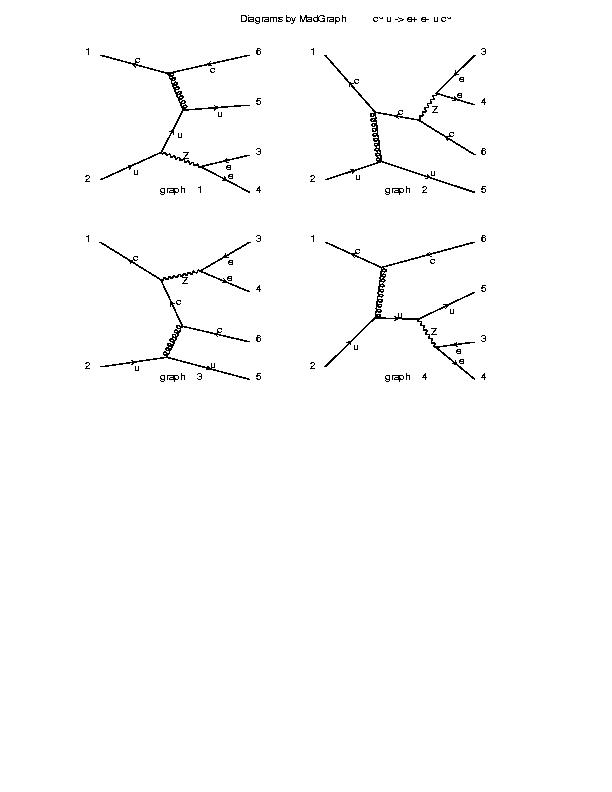 Diagrams by MadGraph c~ u -> e+ e- u c~
1 6
c c
5
u
u
Z 3
e
e
2 u 4
graph 1
1 3
e
c e 4
Z
c
c 6
2 u u
graph 2 5
1 3
c e
Z e 4
c
c 6
2 u u
graph 3 5
1 6
c c
5
u u
Z
3
u e
2 e
graph 4 4